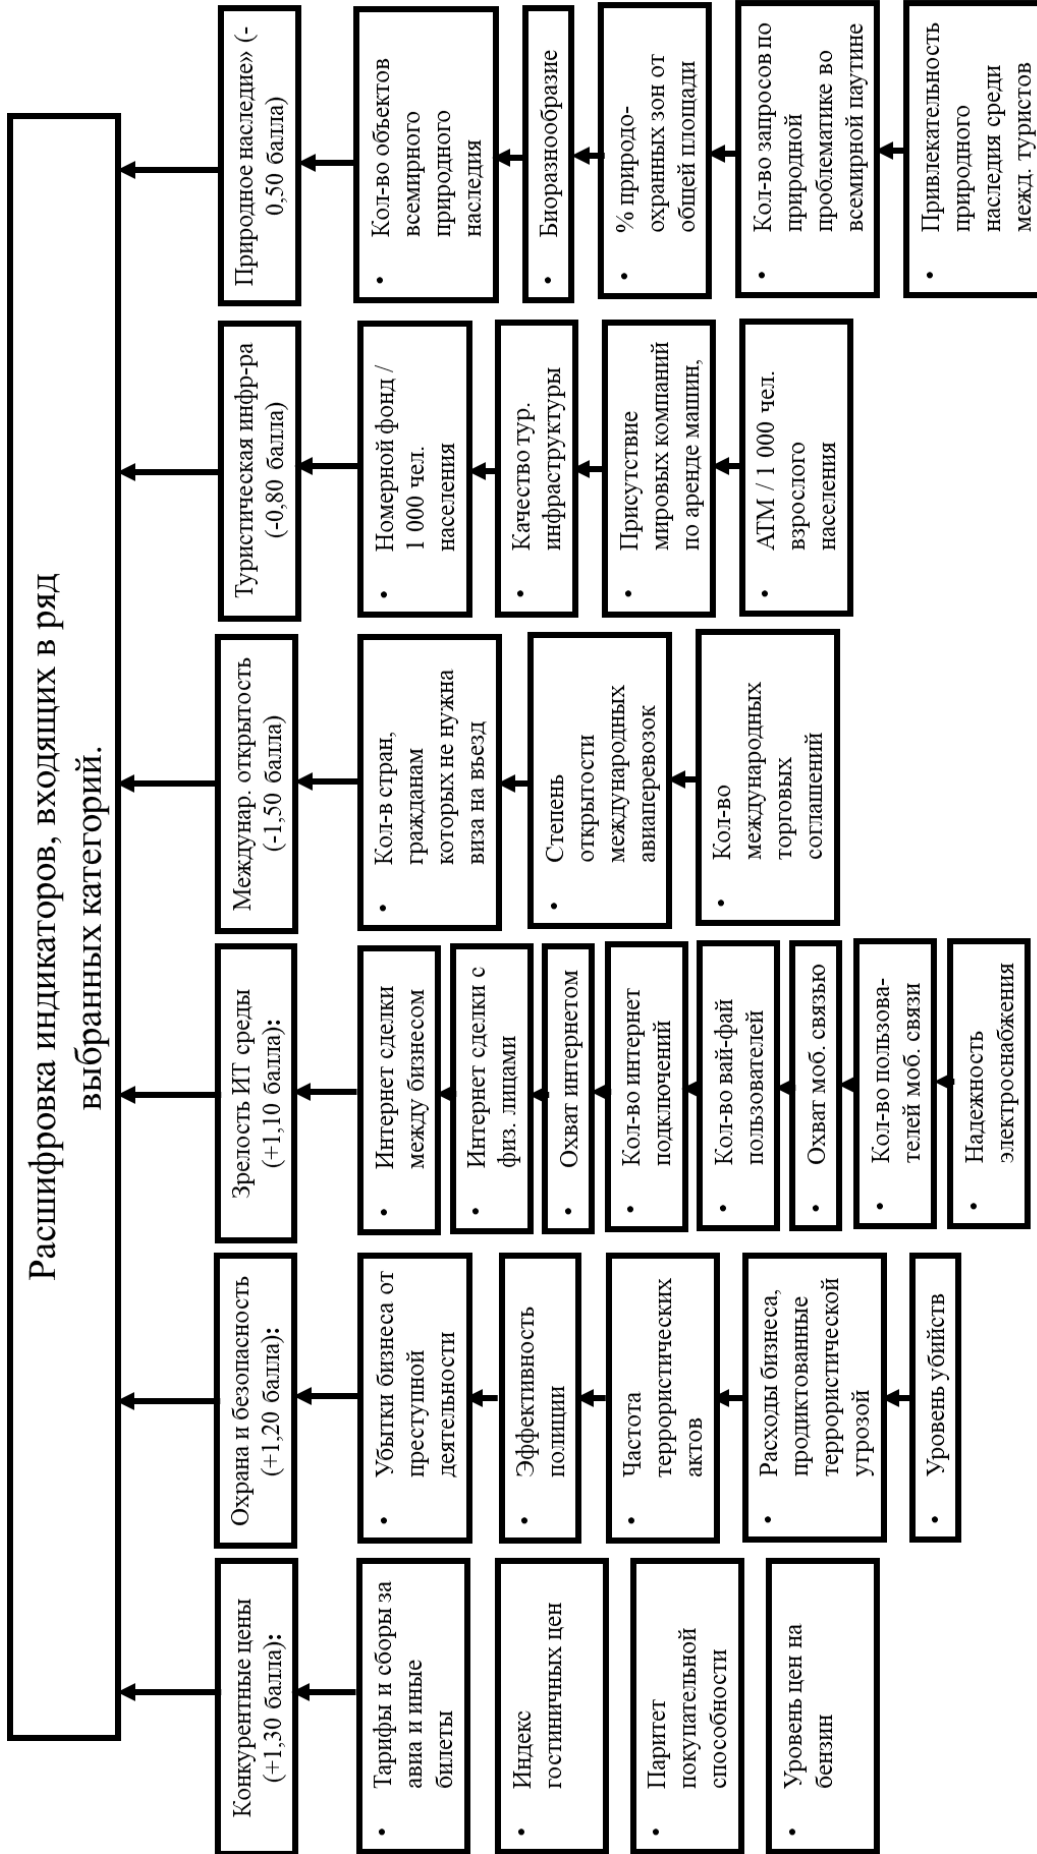 Расшифровка индикаторов, входящих в ряд
выбранных категорий.
Конкурентные цены
(+1,30 балла):
• Тарифы и сборы за
авиа и иные
билеты
• Индекс
гостиничных цен
• Паритет
покупательной
способности
• Уровень цен на
бензин
Охрана и безопасность
(+1,20 балла):
• Убытки бизнеса от
преступной
деятельности
• Эффективность
полиции
• Частота
террористических
актов
• Расходы бизнеса,
продиктованные
террористической
угрозой
• Уровень убийств
Зрелость ИТ среды
(+1,10 балла):
• Интернет сделки
между бизнесом
• Интернет сделки с
физ. лицами
• Охват интернетом
• Кол-во интернет
подключений
• Кол-во вай-фай
пользователей
• Охват моб. связью
• Кол-во пользова-
телей моб. связи
• Надежность
электроснабжения
Междунар. открытость
(-1,50 балла)
• Кол-в стран,
гражданам
которых не нужна
виза на въезд
• Степень
открытости
международных
авиаперевозок
• Кол-во
международных
торговых
соглашений
Туристическая инфр-ра
(-0,80 балла)
• Номерной фонд /
1 000 чел.
населения
• Качество тур.
инфраструктуры
• Присутствие
мировых компаний
по аренде машин,
• АТМ / 1 000 чел.
взрослого
населения
Природное наследие» (-
0,50 балла)
• Кол-во объектов
всемирного
природного
наследия
• Биоразнообразие
• % природо-
охранных зон от
общей площади
• Кол-во запросов по
природной
проблематике во
всемирной паутине
• Привлекательность
природного
наследия среди
межд. туристов